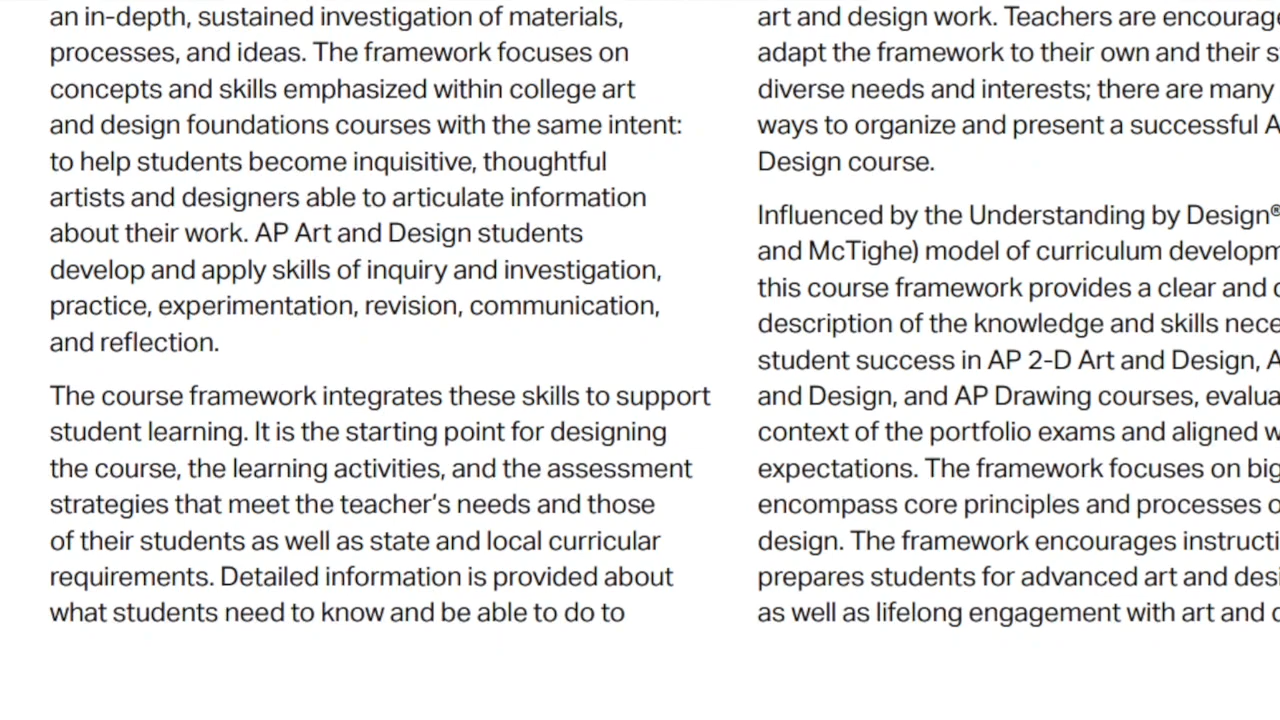 an in-depth, sustained investigation of materials,
processes, and ideas. The framework focuses on
concepts and skills emphasized within college art
and design foundations courses with the same intent:
to help students become inquisitive, thoughtful
artists and designers able to articulate information
about their work. AP Art and Design students
develop and apply skills of inquiry and investigation,
practice, experimentation, revision, communication,
and reflection.
The course framework integrates these skills to support
student learning. It is the starting point for designing
the course, the learning activities, and the assessment
strategies that meet the teacher’s needs and those
of their students as well as state and local curricular
requirements. Detailed information is provided about
what students need to know and be able to do to
art and design work. Teachers are
adapt the framework to their own and their
diverse needs and interests; there are many
ways to organize and present a successful
Design course.
Influenced by the Understanding by Design®
and McTighe) model of curriculum
this course framework provides a clear and
description of the knowledge and skills
student success in AP 2-D Art and Design,
and Design, and AP Drawing courses,
context of the portfolio exams and aligned
expectations. The framework focuses on big
encompass core principles and processes
design. The framework encourages
prepares students for advanced art and
as well as lifelong engagement with art and